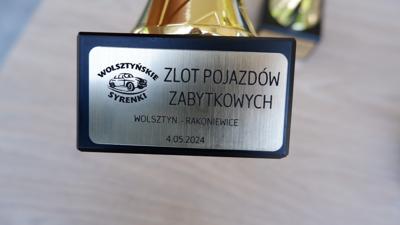 WOLSZTYŃSKIE
SYRENKI
ZLOT POJAZDÓW
ZABYTKOWYCH
WOLSZTYN - RAKONIEWICE
4.05.2024